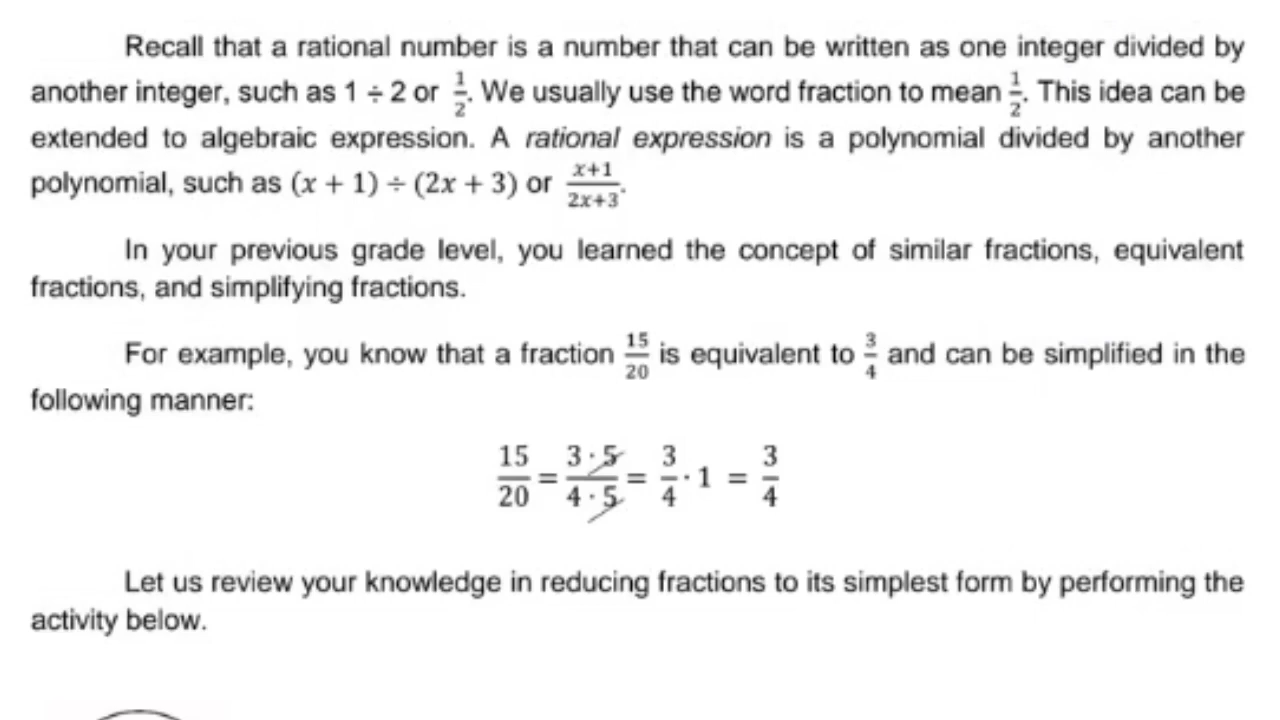 Recall that a rational number is a number that can be written as one integer divided by
another integer, such as 1 ÷ 2 or 1/2. We usually use the word fraction to mean 1/2. This idea can be
extended to algebraic expression. A rational expression is a polynomial divided by another
polynomial, such as (x + 1) ÷ (2x + 3) or x+1/2x+3.
In your previous grade level, you learned the concept of similar fractions, equivalent
fractions, and simplifying fractions.
For example, you know that a fraction 15/20 is equivalent to 3/4 and can be simplified in the
following manner:
15/20 = 3·5/4·5 = 3/4 · 1 = 3/4
Let us review your knowledge in reducing fractions to its simplest form by performing the
activity below.